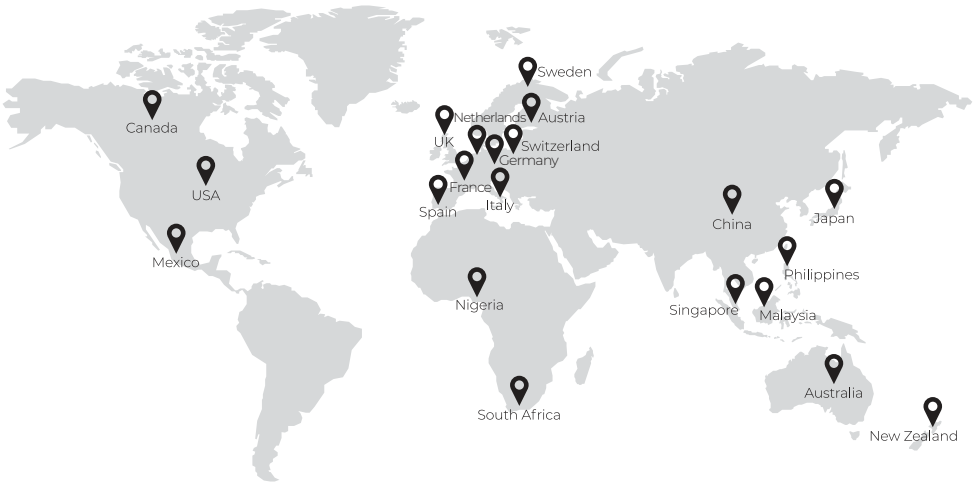 Sweden
Canada
Netherlands
Austria
UK
Switzerland
Germany
USA
France
Italy
Spain
China
Japan
Mexico
Philippines
Nigeria
Singapore
Malaysia
Australia
South Africa
New Zealand